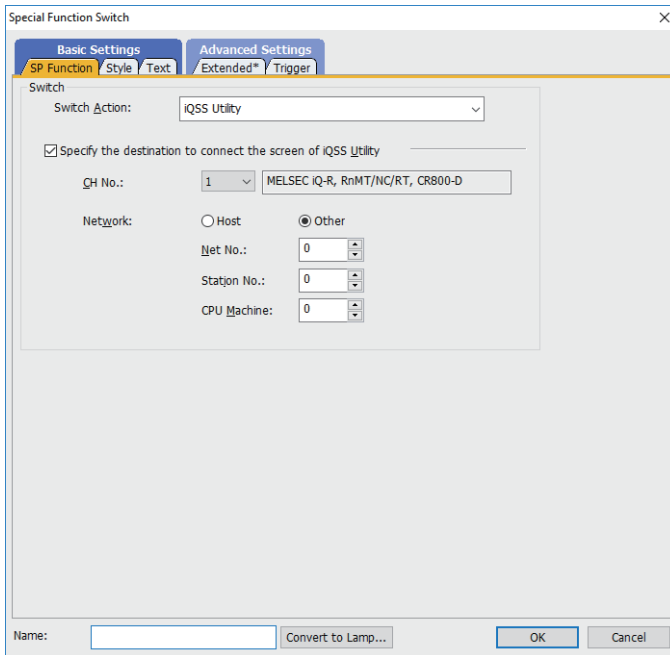 Special Function Switch
Basic Settings Advanced Settings
SP Function Style Text Extended* Trigger
Switch
Switch Action: iQSS Utility
Specify the destination to connect the screen of iQSS Utility
CH No.: 1 MELSEC iQ-R, RnMT/NC/RT, CR800-D
Network: Host Other
Net No.: 0
Station No.: 0
CPU Machine: 0
Name: Convert to Lamp... OK Cancel